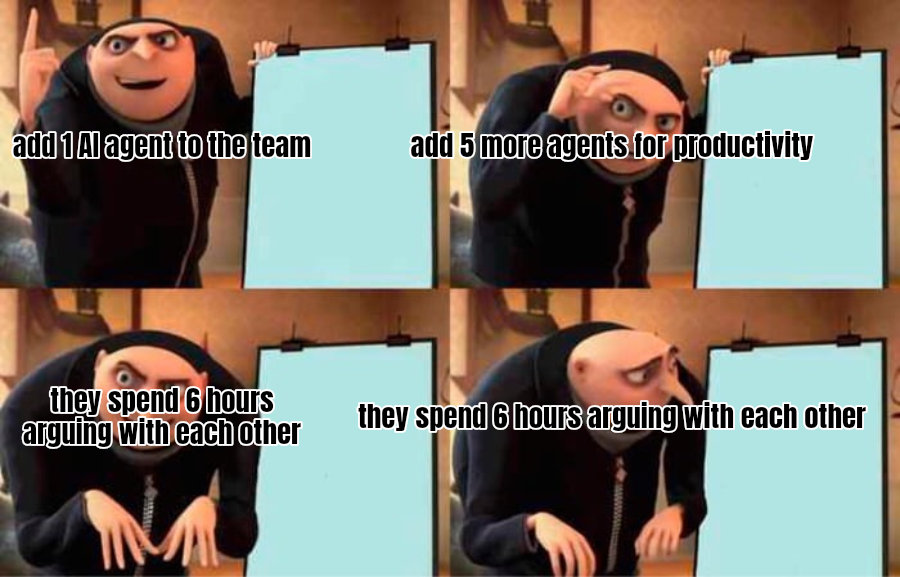 add 1 AI agent to the team
add 5 more agents for productivity
they spend 6 hours
arguing with each other
they spend 6 hours arguing with each other